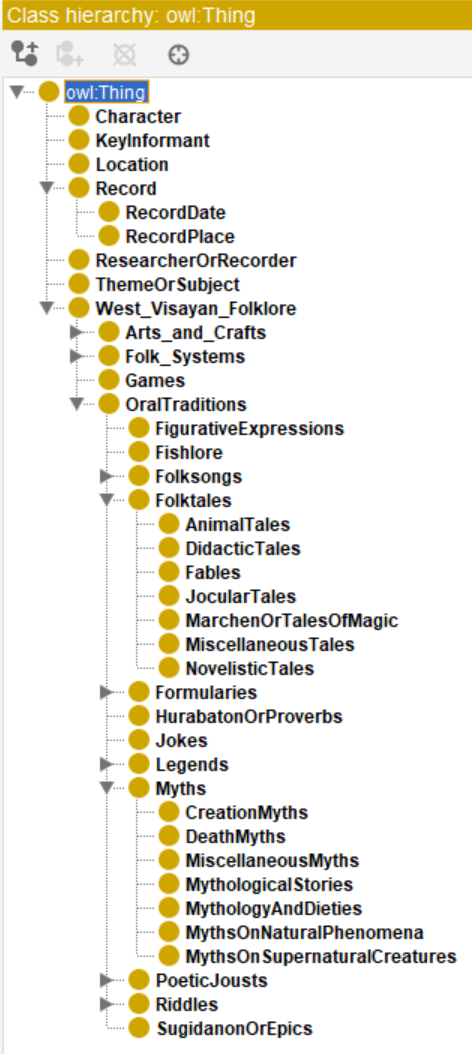 Class hierarchy: owl:Thing
owl:Thing
Character
KeyInformant
Location
Record
RecordDate
RecordPlace
ResearcherOrRecorder
ThemeOrSubject
West_Visayan_Folklore
Arts_and_Crafts
Folk_Systems
Games
OralTraditions
FigurativeExpressions
Fishlore
Folksongs
Folktales
AnimalTales
DidacticTales
Fables
JocularTales
MarchenOrTalesOfMagic
MiscellaneousTales
NovelisticTales
Formularies
HurabatonOrProverbs
Jokes
Legends
Myths
CreationMyths
DeathMyths
MiscellaneousMyths
MythologicalStories
MythologyAndDieties
MythsOnNaturalPhenomena
MythsOnSupernaturalCreatures
PoeticJousts
Riddles
SugidanonOrEpics